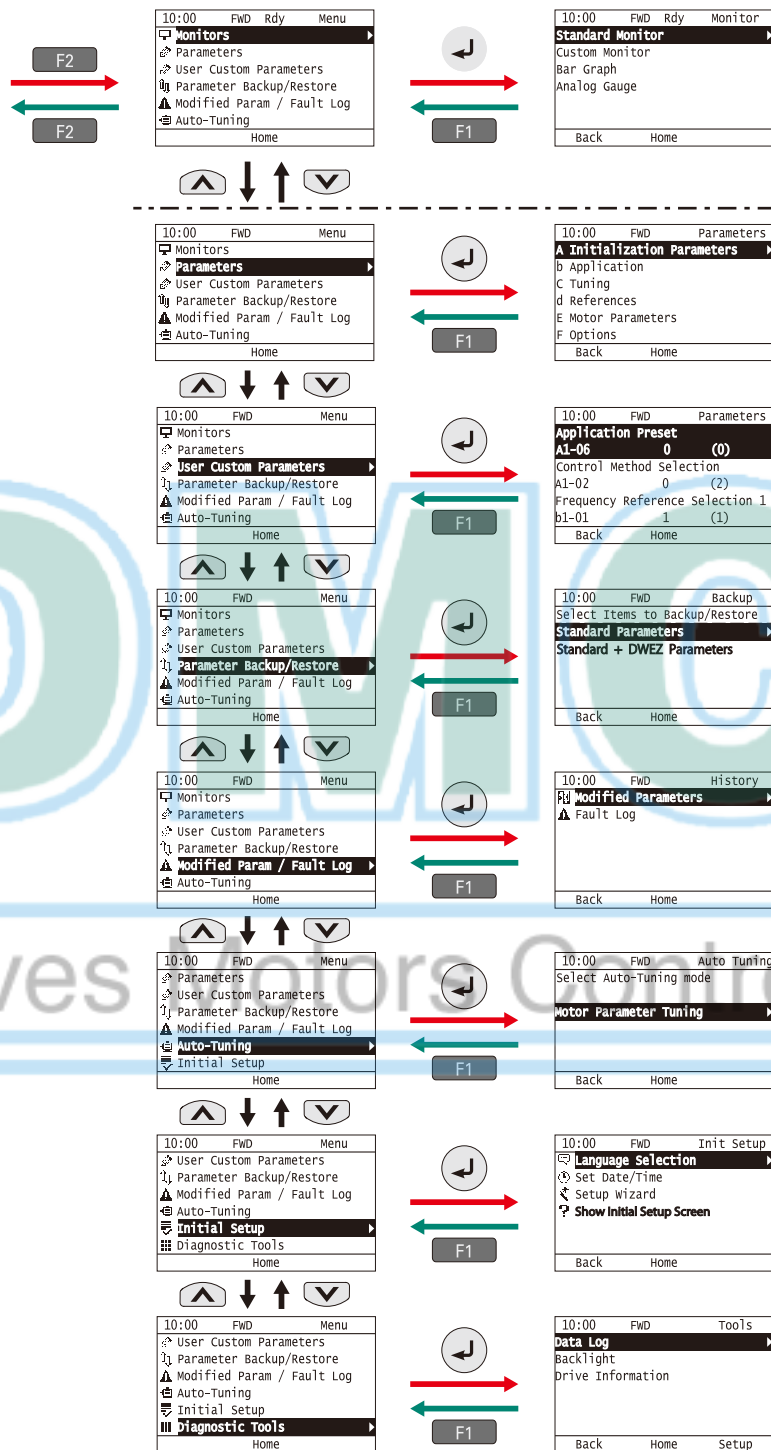 10:00 FWD Rdy Menu
Monitors
Parameters
User Custom Parameters
Parameter Backup/Restore
Modified Param / Fault Log
Auto-Tuning
Home
F2
F2
F1
10:00 FWD Rdy Monitor
Standard Monitor
Custom Monitor
Bar Graph
Analog Gauge
Back Home
10:00 FWD Menu
Monitors
Parameters
User Custom Parameters
Parameter Backup/Restore
Modified Param / Fault Log
Auto-Tuning
Home
F1
10:00 FWD Parameters
A Initialization Parameters
b Application
C Tuning
d References
E Motor Parameters
F Options
Back Home
10:00 FWD Menu
Monitors
Parameters
User Custom Parameters
Parameter Backup/Restore
Modified Param / Fault Log
Auto-Tuning
Home
F1
10:00 FWD Parameters
Application Preset
A1-06 0 (0)
Control Method Selection
A1-02 0 (2)
Frequency Reference Selection 1
b1-01 1 (1)
Back Home
10:00 FWD Menu
Monitors
Parameters
User Custom Parameters
Parameter Backup/Restore
Modified Param / Fault Log
Auto-Tuning
Home
F1
10:00 FWD Backup
Select Items to Backup/Restore
Standard Parameters
Standard + DWEZ Parameters
Back Home
10:00 FWD Menu
Monitors
Parameters
User Custom Parameters
Parameter Backup/Restore
Modified Param / Fault Log
Auto-Tuning
Home
F1
10:00 FWD History
Modified Parameters
Fault Log
Back Home
10:00 FWD Menu
Parameters
User Custom Parameters
Parameter Backup/Restore
Modified Param / Fault Log
Auto-Tuning
Initial Setup
Home
F1
10:00 FWD Auto Tuning
Select Auto-Tuning mode
Motor Parameter Tuning
Back Home
10:00 FWD Menu
User Custom Parameters
Parameter Backup/Restore
Modified Param / Fault Log
Auto-Tuning
Initial Setup
Diagnostic Tools
Home
F1
10:00 FWD Init Setup
Language Selection
Set Date/Time
Setup Wizard
? Show Initial Setup Screen
Back Home
10:00 FWD Menu
User Custom Parameters
Parameter Backup/Restore
Modified Param / Fault Log
Auto-Tuning
Initial Setup
Diagnostic Tools
Home
F1
10:00 FWD Tools
Data Log
Backlight
Drive Information
Back Home Setup
DMC
ves Motors Contro